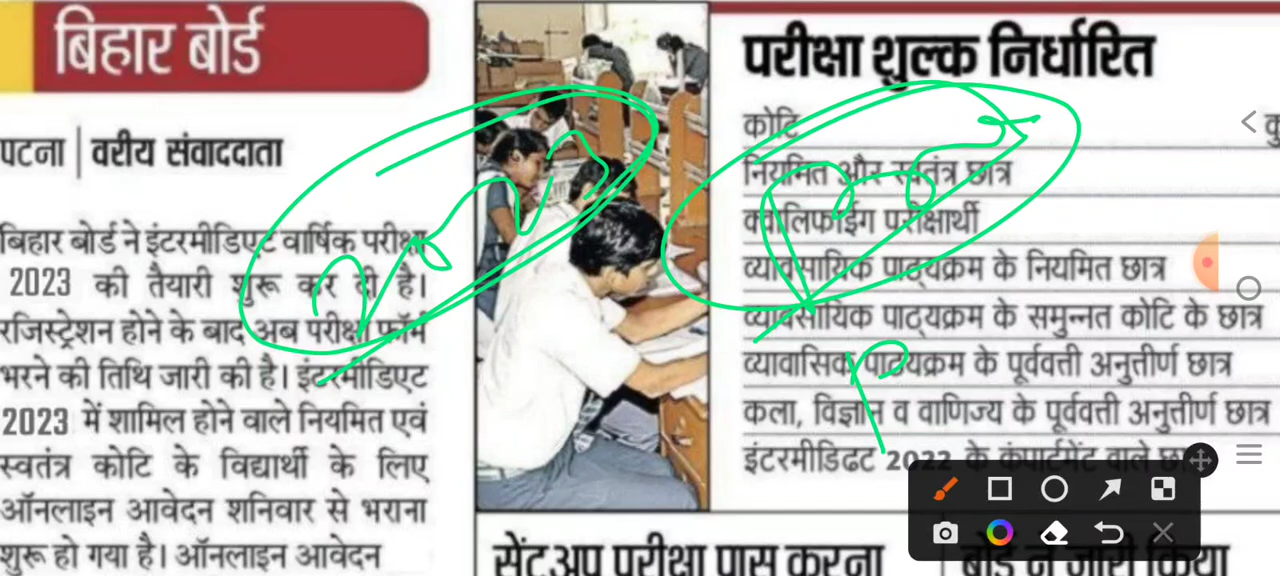 बिहार बोर्ड
पटना | वरीय संवाददाता
बिहार बोर्ड ने इंटरमीडिएट वार्षिक परीक्षा
2023 की तैयारी शुरू कर दी है।
रजिस्ट्रेशन होने के बाद अब परीक्षा फॉर्म
भरने की तिथि जारी की है। इंटरमीडिएट
2023 में शामिल होने वाले नियमित एवं
स्वतंत्र कोटि के विद्यार्थी के लिए
ऑनलाइन आवेदन शनिवार से भराना
शुरू हो गया है। ऑनलाइन आवेदन
परीक्षा शुल्क निर्धारित
कोटि
नियमित और स्वतंत्र छात्र
क्वालिफाईंग परीक्षार्थी
व्यावसायिक पाठ्यक्रम के नियमित छात्र
व्यावसायिक पाठ्यक्रम के समुन्नत कोटि के छात्र
व्यावासिक पाठ्यक्रम के पूर्ववर्ती अनुत्तीर्ण छात्र
कला, विज्ञान व वाणिज्य के पूर्ववर्ती अनुत्तीर्ण छात्र
इंटरमीडिढट 2022 के कंपार्टमेंट वाले
सेंटअप परीक्षा पास करना
बोर्ड ने जारी किया